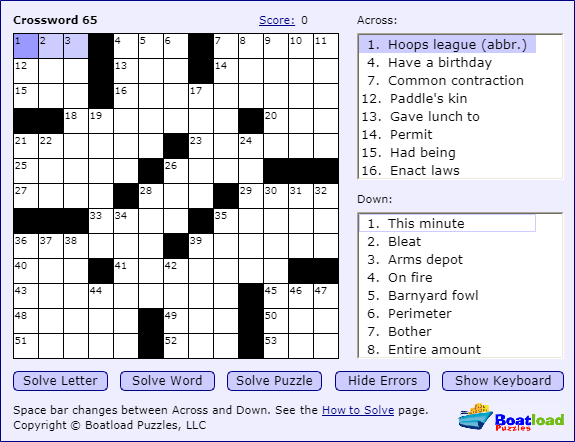 Crossword 65 Score: 0
1 2 3 4 5 6 7 8 9 10 11
12 13 14
15 16 17
18 19 20
21 22 23 24
25 26
27 28 29 30 31 32
33 34 35
36 37 38 39
40 41 42
43 44 45 46 47
48 49 50
51 52 53
Across:
1. Hoops league (abbr.)
4. Have a birthday
7. Common contraction
12. Paddle's kin
13. Gave lunch to
14. Permit
15. Had being
16. Enact laws
Down:
1. This minute
2. Bleat
3. Arms depot
4. On fire
5. Barnyard fowl
6. Perimeter
7. Bother
8. Entire amount
Solve Letter Solve Word Solve Puzzle Hide Errors Show Keyboard
Space bar changes between Across and Down. See the How to Solve page.
Copyright © Boatload Puzzles, LLC
Boatload
Puzzles